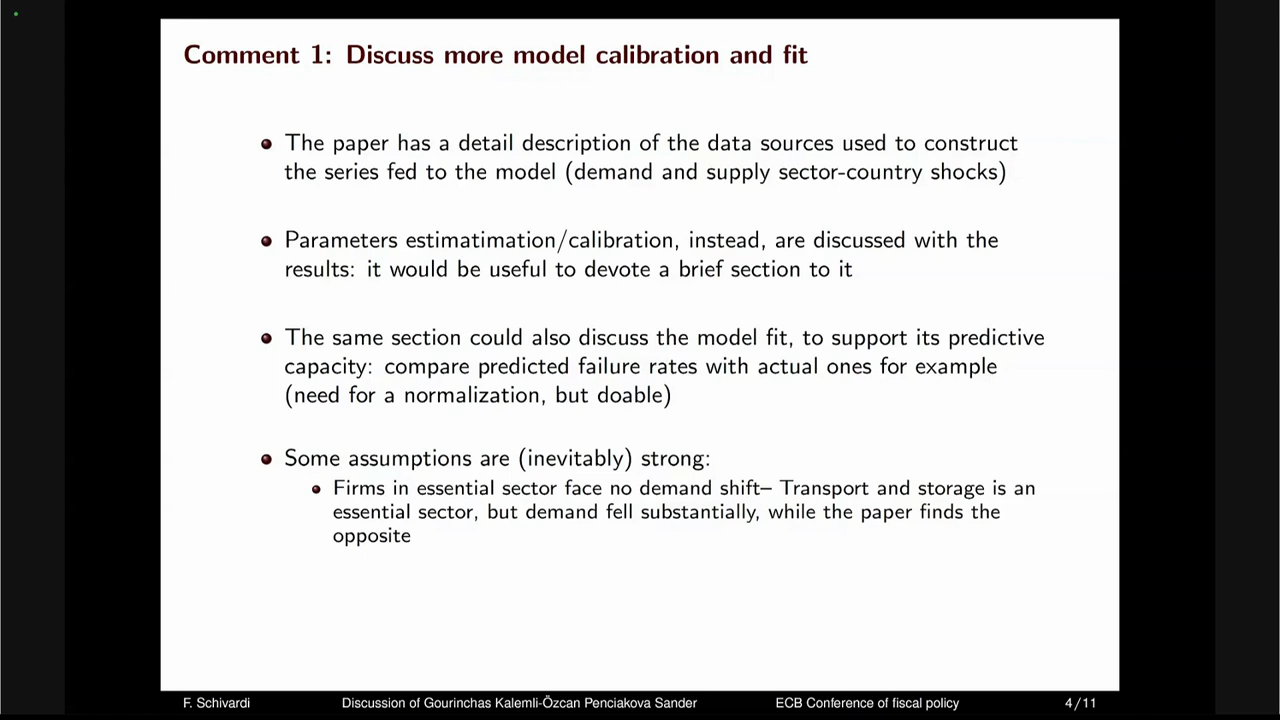 Comment 1: Discuss more model calibration and fit
The paper has a detail description of the data sources used to construct
the series fed to the model (demand and supply sector-country shocks)
Parameters estimatimation/calibration, instead, are discussed with the
results: it would be useful to devote a brief section to it
The same section could also discuss the model fit, to support its predictive
capacity: compare predicted failure rates with actual ones for example
(need for a normalization, but doable)
Some assumptions are (inevitably) strong:
Firms in essential sector face no demand shift– Transport and storage is an
essential sector, but demand fell substantially, while the paper finds the
opposite
F. Schivardi Discussion of Gourinchas Kalemli-Özcan Penciakova Sander ECB Conference of fiscal policy 4/11